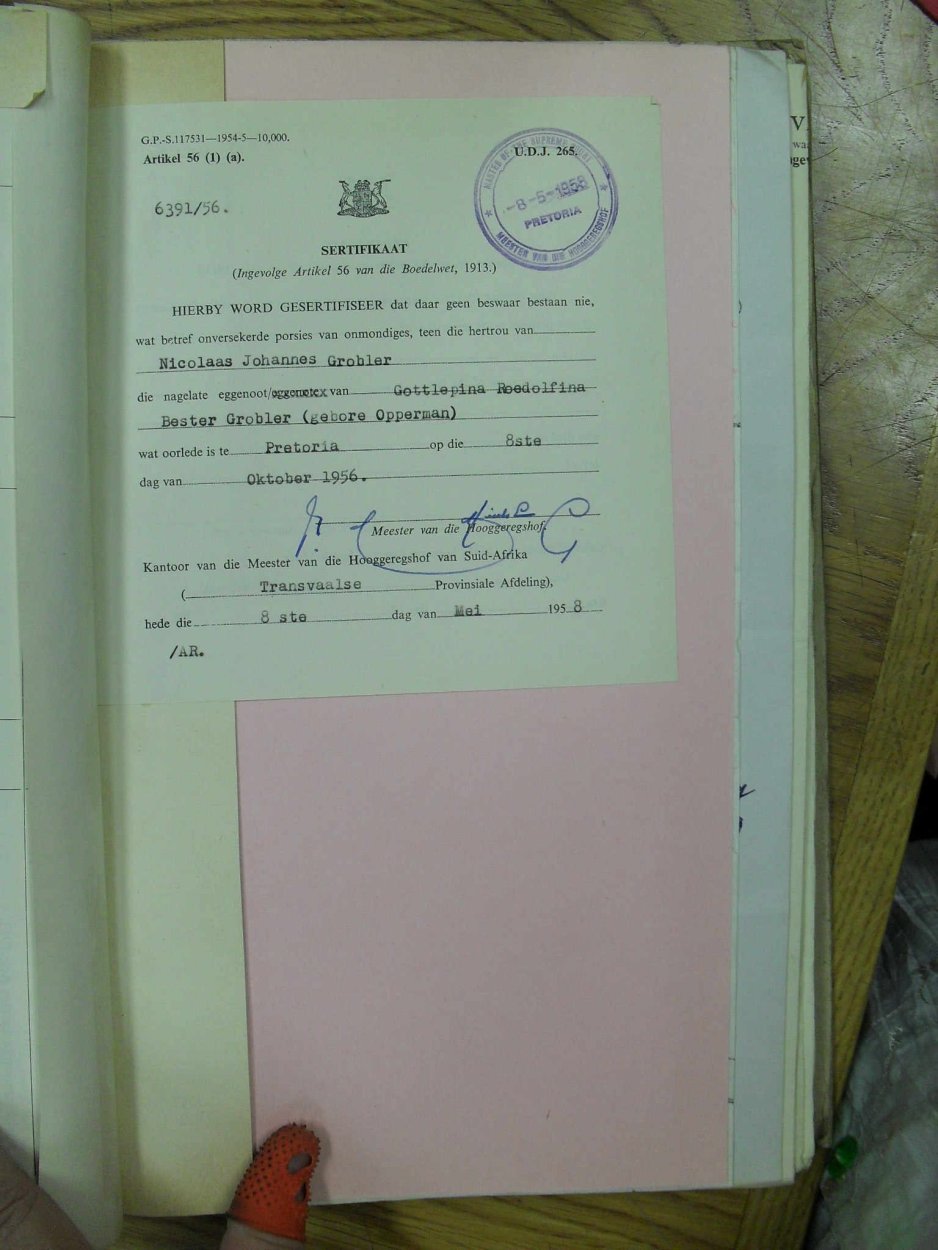 G.P.-S.117531—1954-5—10,000.
Artikel 56 (1) (a).
U.D.J. 265.
6391/56.
MASTER OF THE SUPREME COURT
-8-5-1958
PRETORIA
MEESTER VAN DIE HOOGGEREGSHOF
SERTIFIKAAT
(Ingevolge Artikel 56 van die Boedelwet, 1913.)
HIERBY WORD GESERTIFISEER dat daar geen beswaar bestaan nie,
wat betref onversekerde porsies van onmondiges, teen die hertrou van
Nicolaas Johannes Grobler
die nagelate eggenoot/eggenote van Gottlepina Roedolfina
Bester Grobler (gebore Opperman)
wat oorlede is te Pretoria op die 8ste
dag van Oktober 1956.
Meester van die Hooggeregshof.
Kantoor van die Meester van die Hooggeregshof van Suid-Afrika
( Transvaalse Provinsiale Afdeling),
hede die 8 ste dag van Mei 1958
/AR.